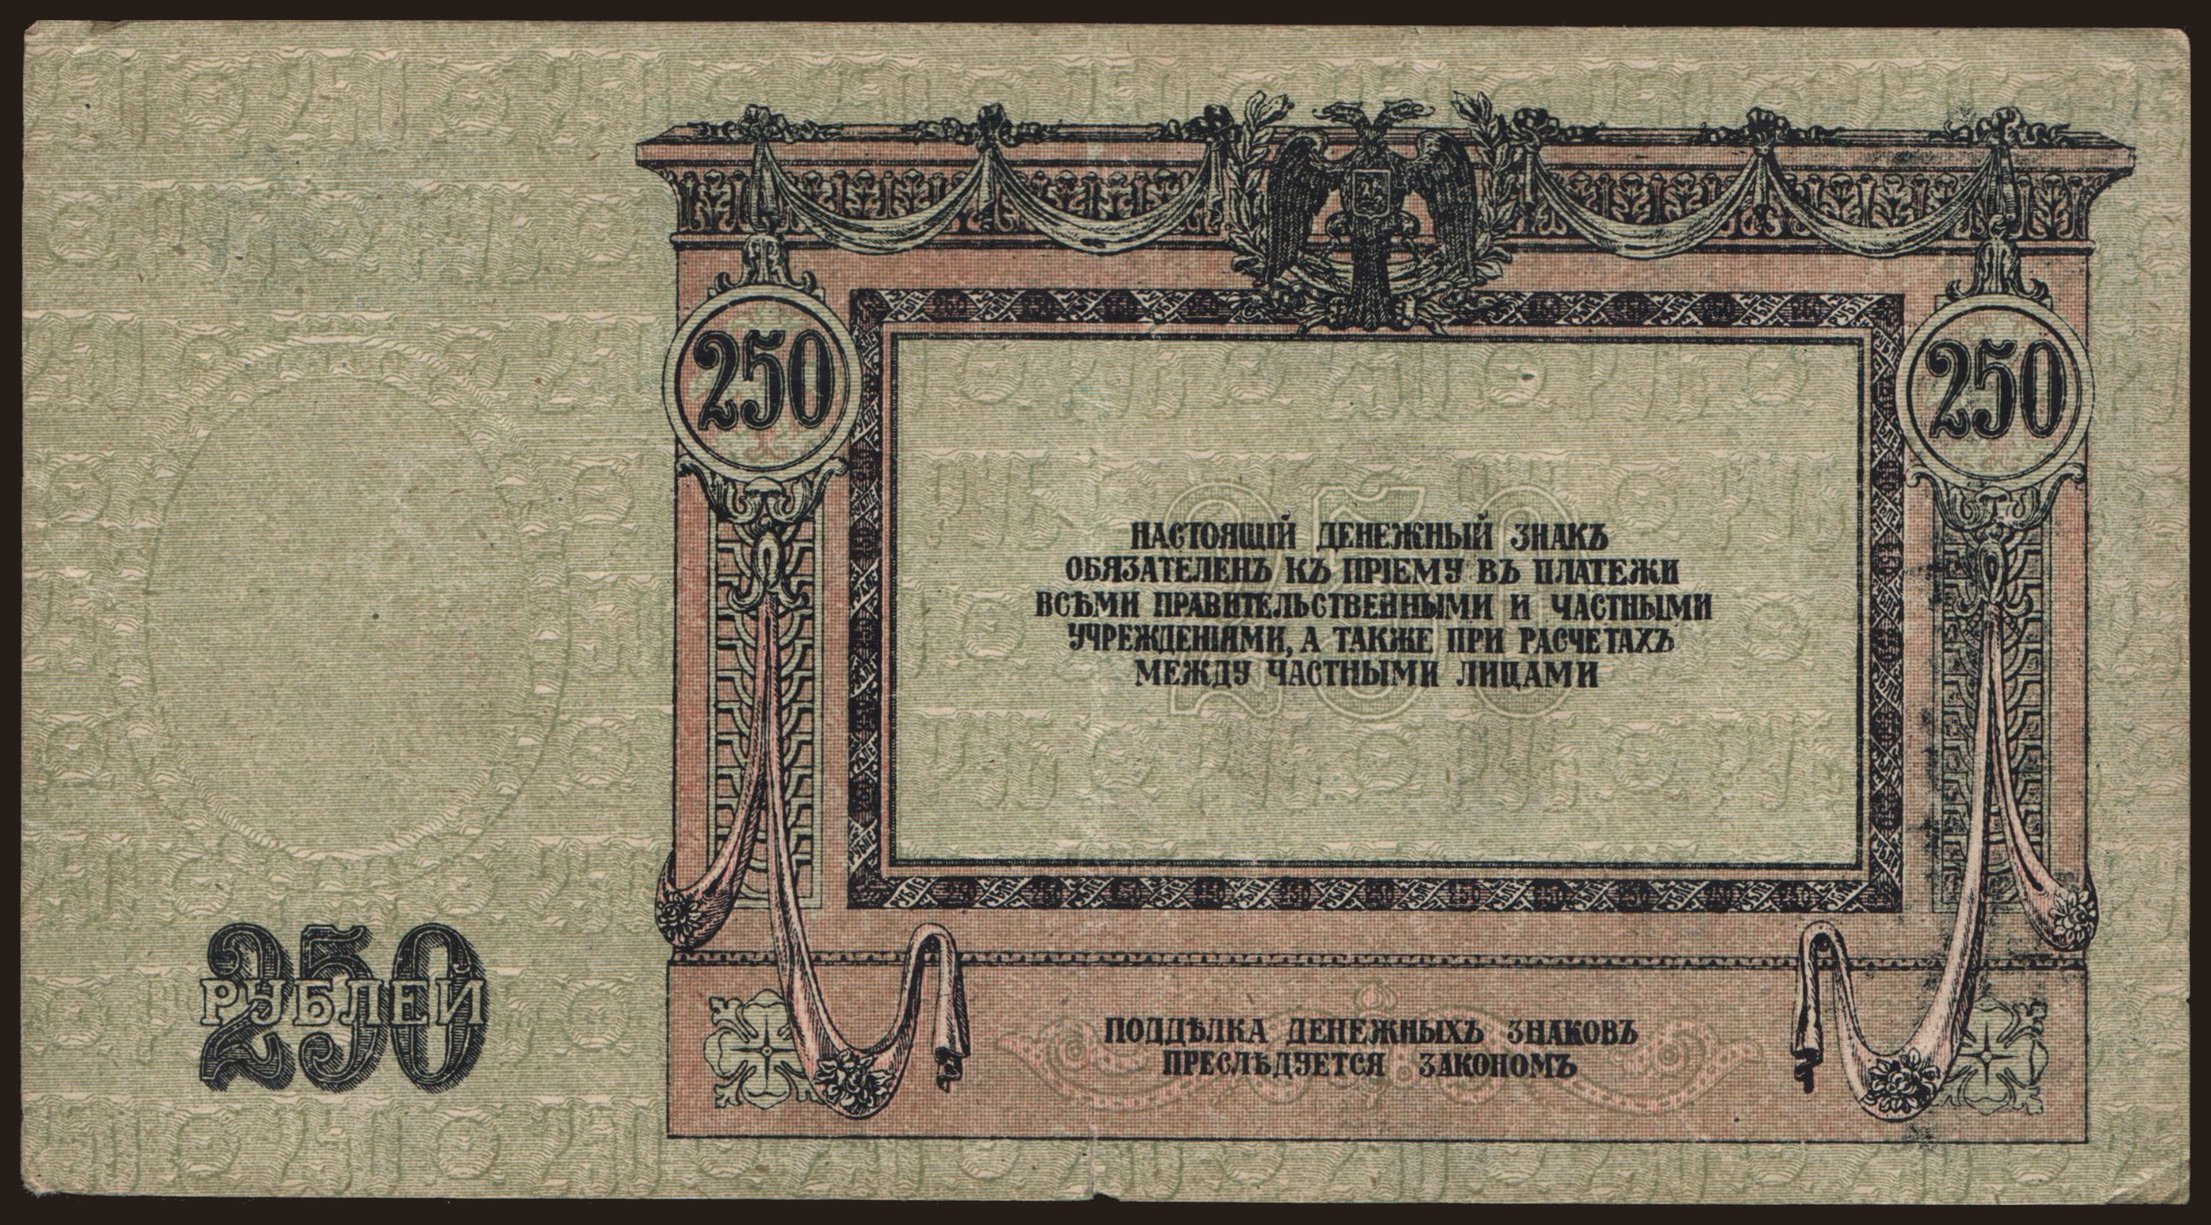 250
250
НАСТОЯЩІЙ ДЕНЕЖНЫЙ ЗНАКЪ
ОБЯЗАТЕЛЕНЪ КЪ ПРІЕМУ ВЪ ПЛАТЕЖИ
ВСѢМИ ПРАВИТЕЛЬСТВЕННЫМИ И ЧАСТНЫМИ
УЧРЕЖДЕНІЯМИ, А ТАКЖЕ ПРИ РАСЧЕТАХЪ
МЕЖДУ ЧАСТНЫМИ ЛИЦАМИ
250
250
РУБЛЕЙ
ПОДДѢЛКА ДЕНЕЖНЫХЪ ЗНАКОВЪ
ПРЕСЛѢДУЕТСЯ ЗАКОНОМЪ